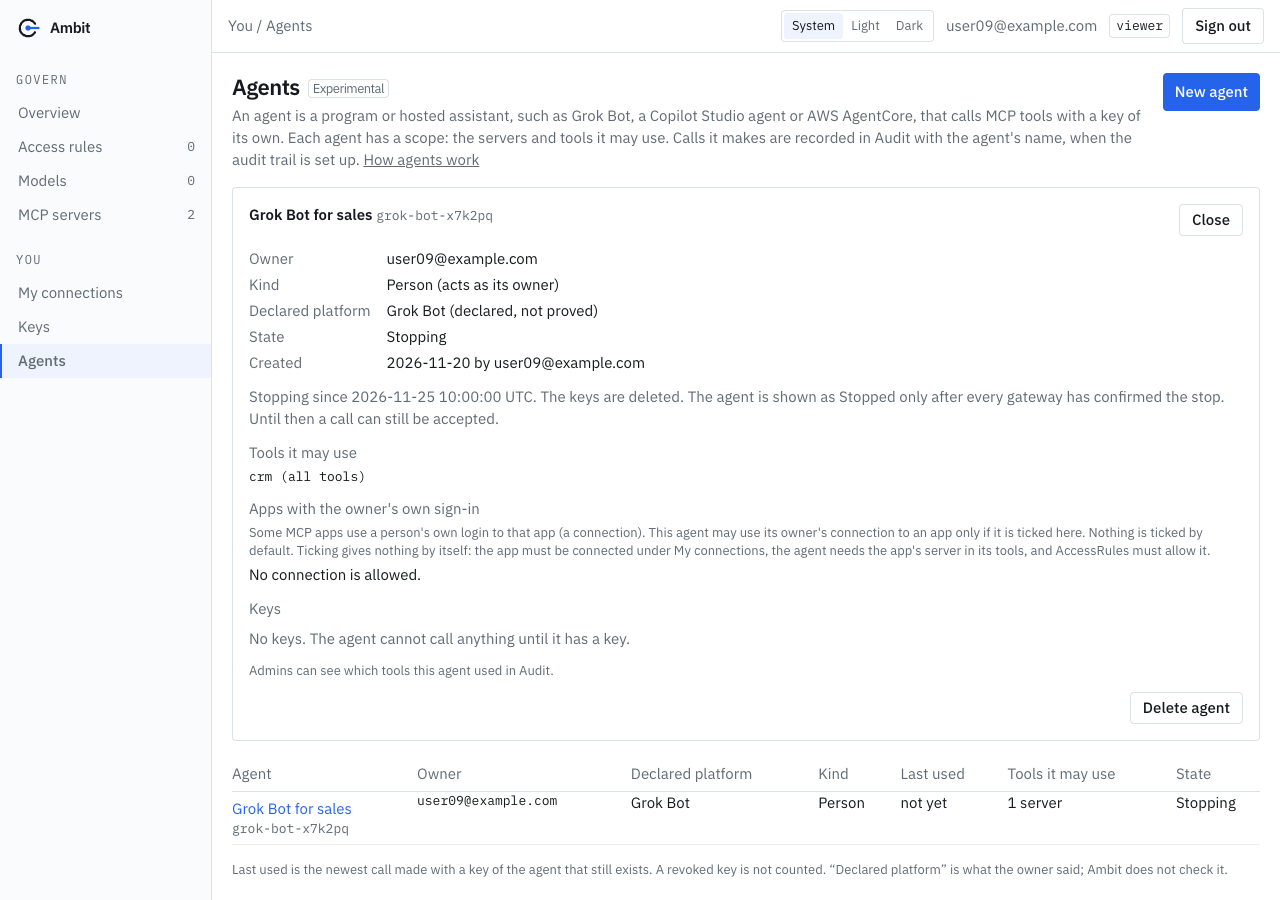 Ambit
You / Agents
System Light Dark
user09@example.com
viewer
Sign out
GOVERN
Overview
Access rules 0
Models 0
MCP servers 2
YOU
My connections
Keys
Agents
Agents Experimental
New agent
An agent is a program or hosted assistant, such as Grok Bot, a Copilot Studio agent or AWS AgentCore, that calls MCP tools with a key of
its own. Each agent has a scope: the servers and tools it may use. Calls it makes are recorded in Audit with the agent's name, when the
audit trail is set up. How agents work
Grok Bot for sales grok-bot-x7k2pq
Close
Owner user09@example.com
Kind Person (acts as its owner)
Declared platform Grok Bot (declared, not proved)
State Stopping
Created 2026-11-20 by user09@example.com
Stopping since 2026-11-25 10:00:00 UTC. The keys are deleted. The agent is shown as Stopped only after every gateway has confirmed the stop.
Until then a call can still be accepted.
Tools it may use
crm (all tools)
Apps with the owner's own sign-in
Some MCP apps use a person's own login to that app (a connection). This agent may use its owner's connection to an app only if it is ticked here. Nothing is ticked by
default. Ticking gives nothing by itself: the app must be connected under My connections, the agent needs the app's server in its tools, and AccessRules must allow it.
No connection is allowed.
Keys
No keys. The agent cannot call anything until it has a key.
Admins can see which tools this agent used in Audit.
Delete agent
Agent Owner Declared platform Kind Last used Tools it may use State
Grok Bot for sales user09@example.com Grok Bot Person not yet 1 server Stopping
grok-bot-x7k2pq
Last used is the newest call made with a key of the agent that still exists. A revoked key is not counted. “Declared platform” is what the owner said; Ambit does not check it.